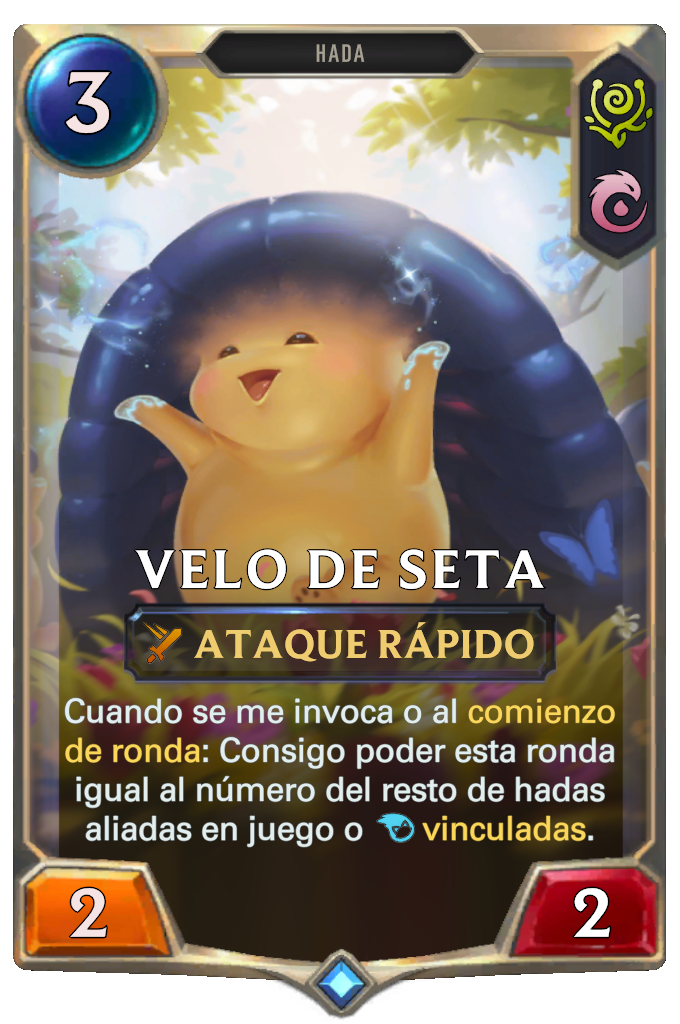 HADA
3
VELO DE SETA
ATAQUE RÁPIDO
Cuando se me invoca o al comienzo
de ronda: Consigo poder esta ronda
igual al número del resto de hadas
aliadas en juego o vinculadas.
2
2